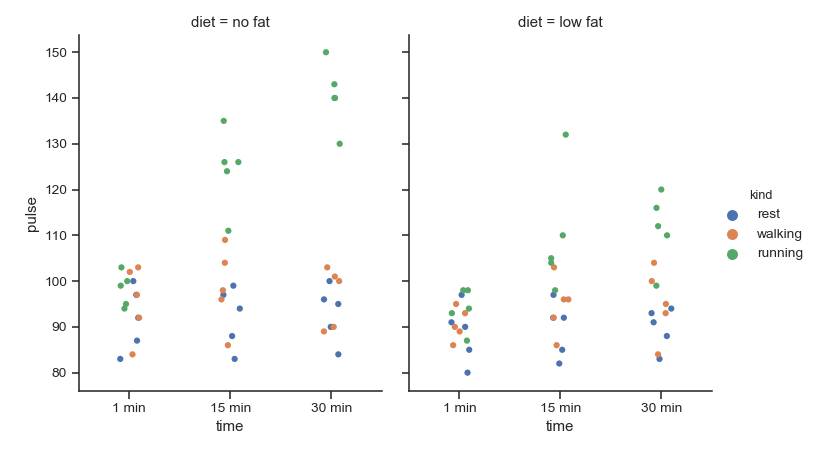 diet = no fat
diet = low fat
150
140
130
120
110
100
90
80
pulse
1 min
15 min
30 min
time
1 min
15 min
30 min
time
kind
rest
walking
running